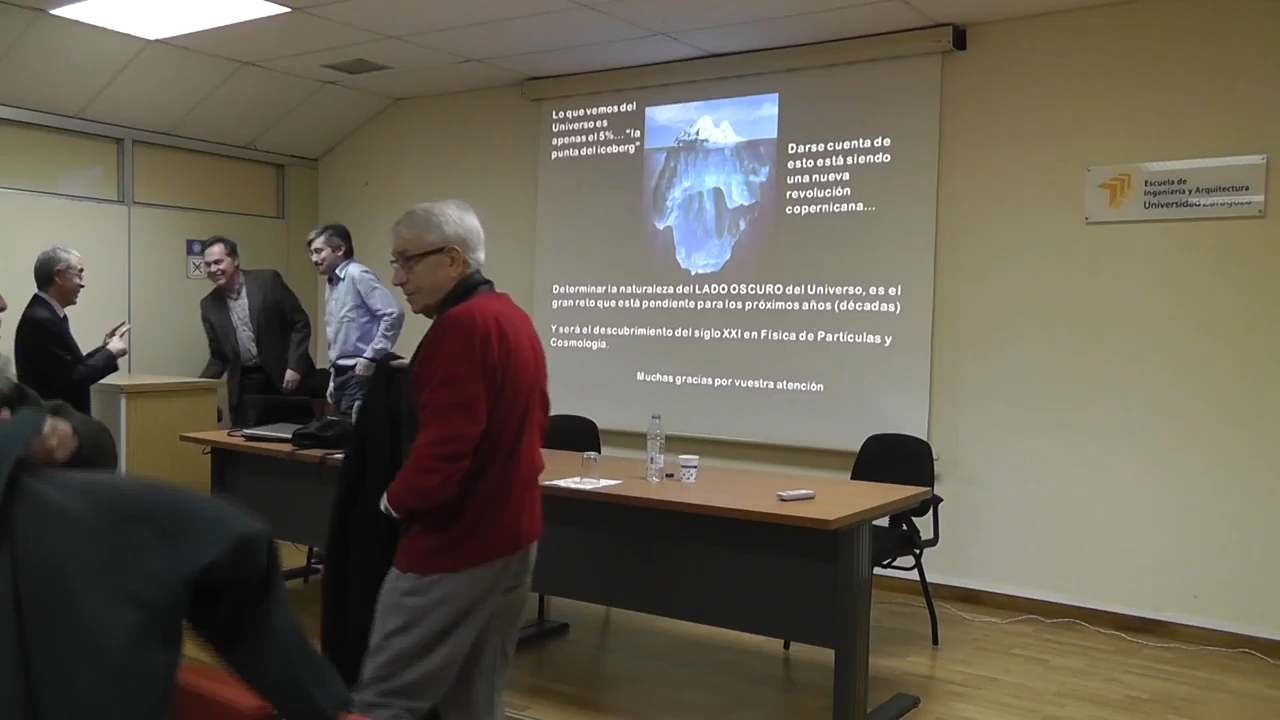 Lo que vemos del
Universo es
apenas el 5%... "la
punta del iceberg"
Darse cuenta de
esto está siendo
una nueva
revolución
copernicana...
Determinar la naturaleza del LADO OSCURO del Universo, es el
gran reto que está pendiente para los próximos años (décadas)
Y será el descubrimiento del siglo XXI en Física de Partículas y
Cosmología.
Muchas gracias por vuestra atención
Escuela de
Ingeniería y Arquitectura
Universidad Zaragoza